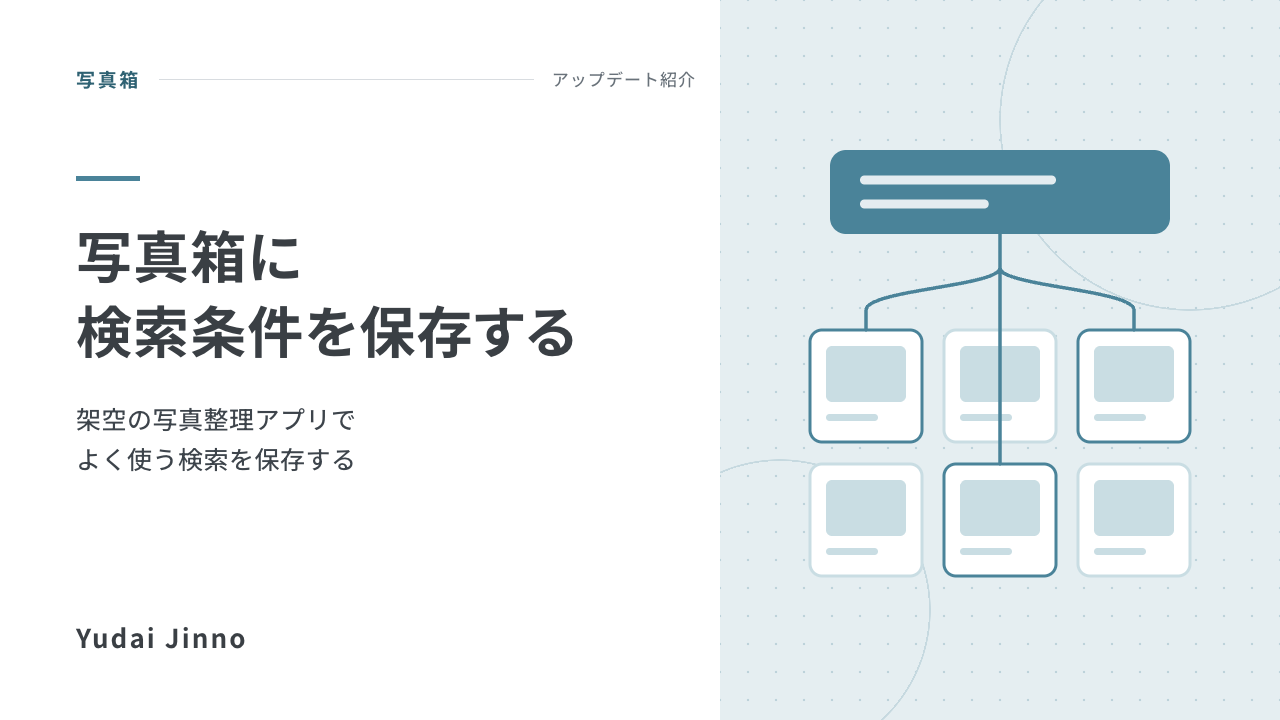 写真箱
アップデート紹介
写真箱に
検索条件を保存する
架空の写真整理アプリで
よく使う検索を保存する
Yudai Jinno